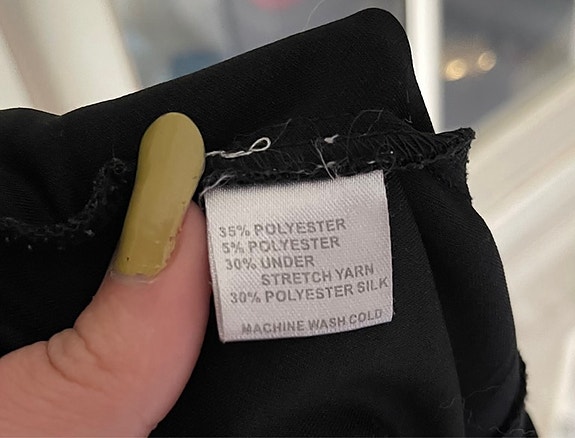 35% POLYESTER
5% POLYESTER
30% UNDER
STRETCH YARN
30% POLYESTER SILK
MACHINE WASH COLD